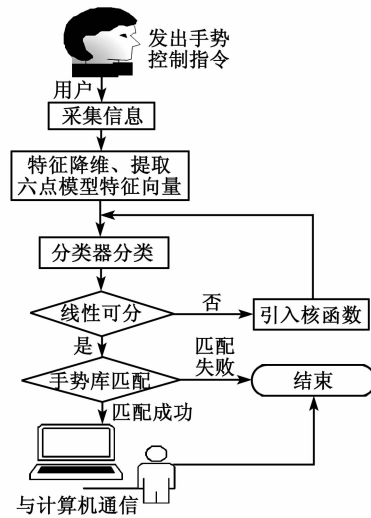 发出手势
控制指令
用户
采集信息
特征降维、提取
六点模型特征向量
分类器分类
线性可分
否
引入核函数
是
匹配
失败
手势库匹配
结束
匹配成功
与计算机通信